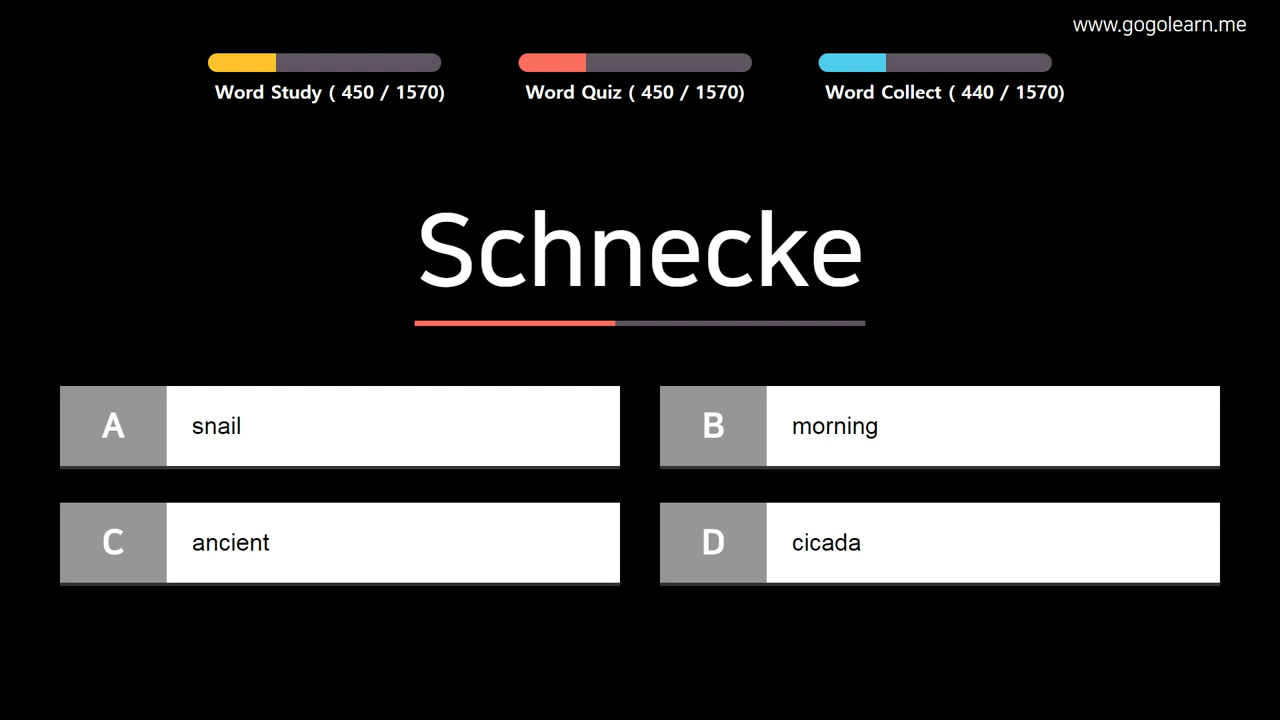 www.gogolearn.me
Word Study ( 450 / 1570)
Word Quiz ( 450 / 1570)
Word Collect ( 440 / 1570)
Schnecke
A snail
B morning
C ancient
D cicada